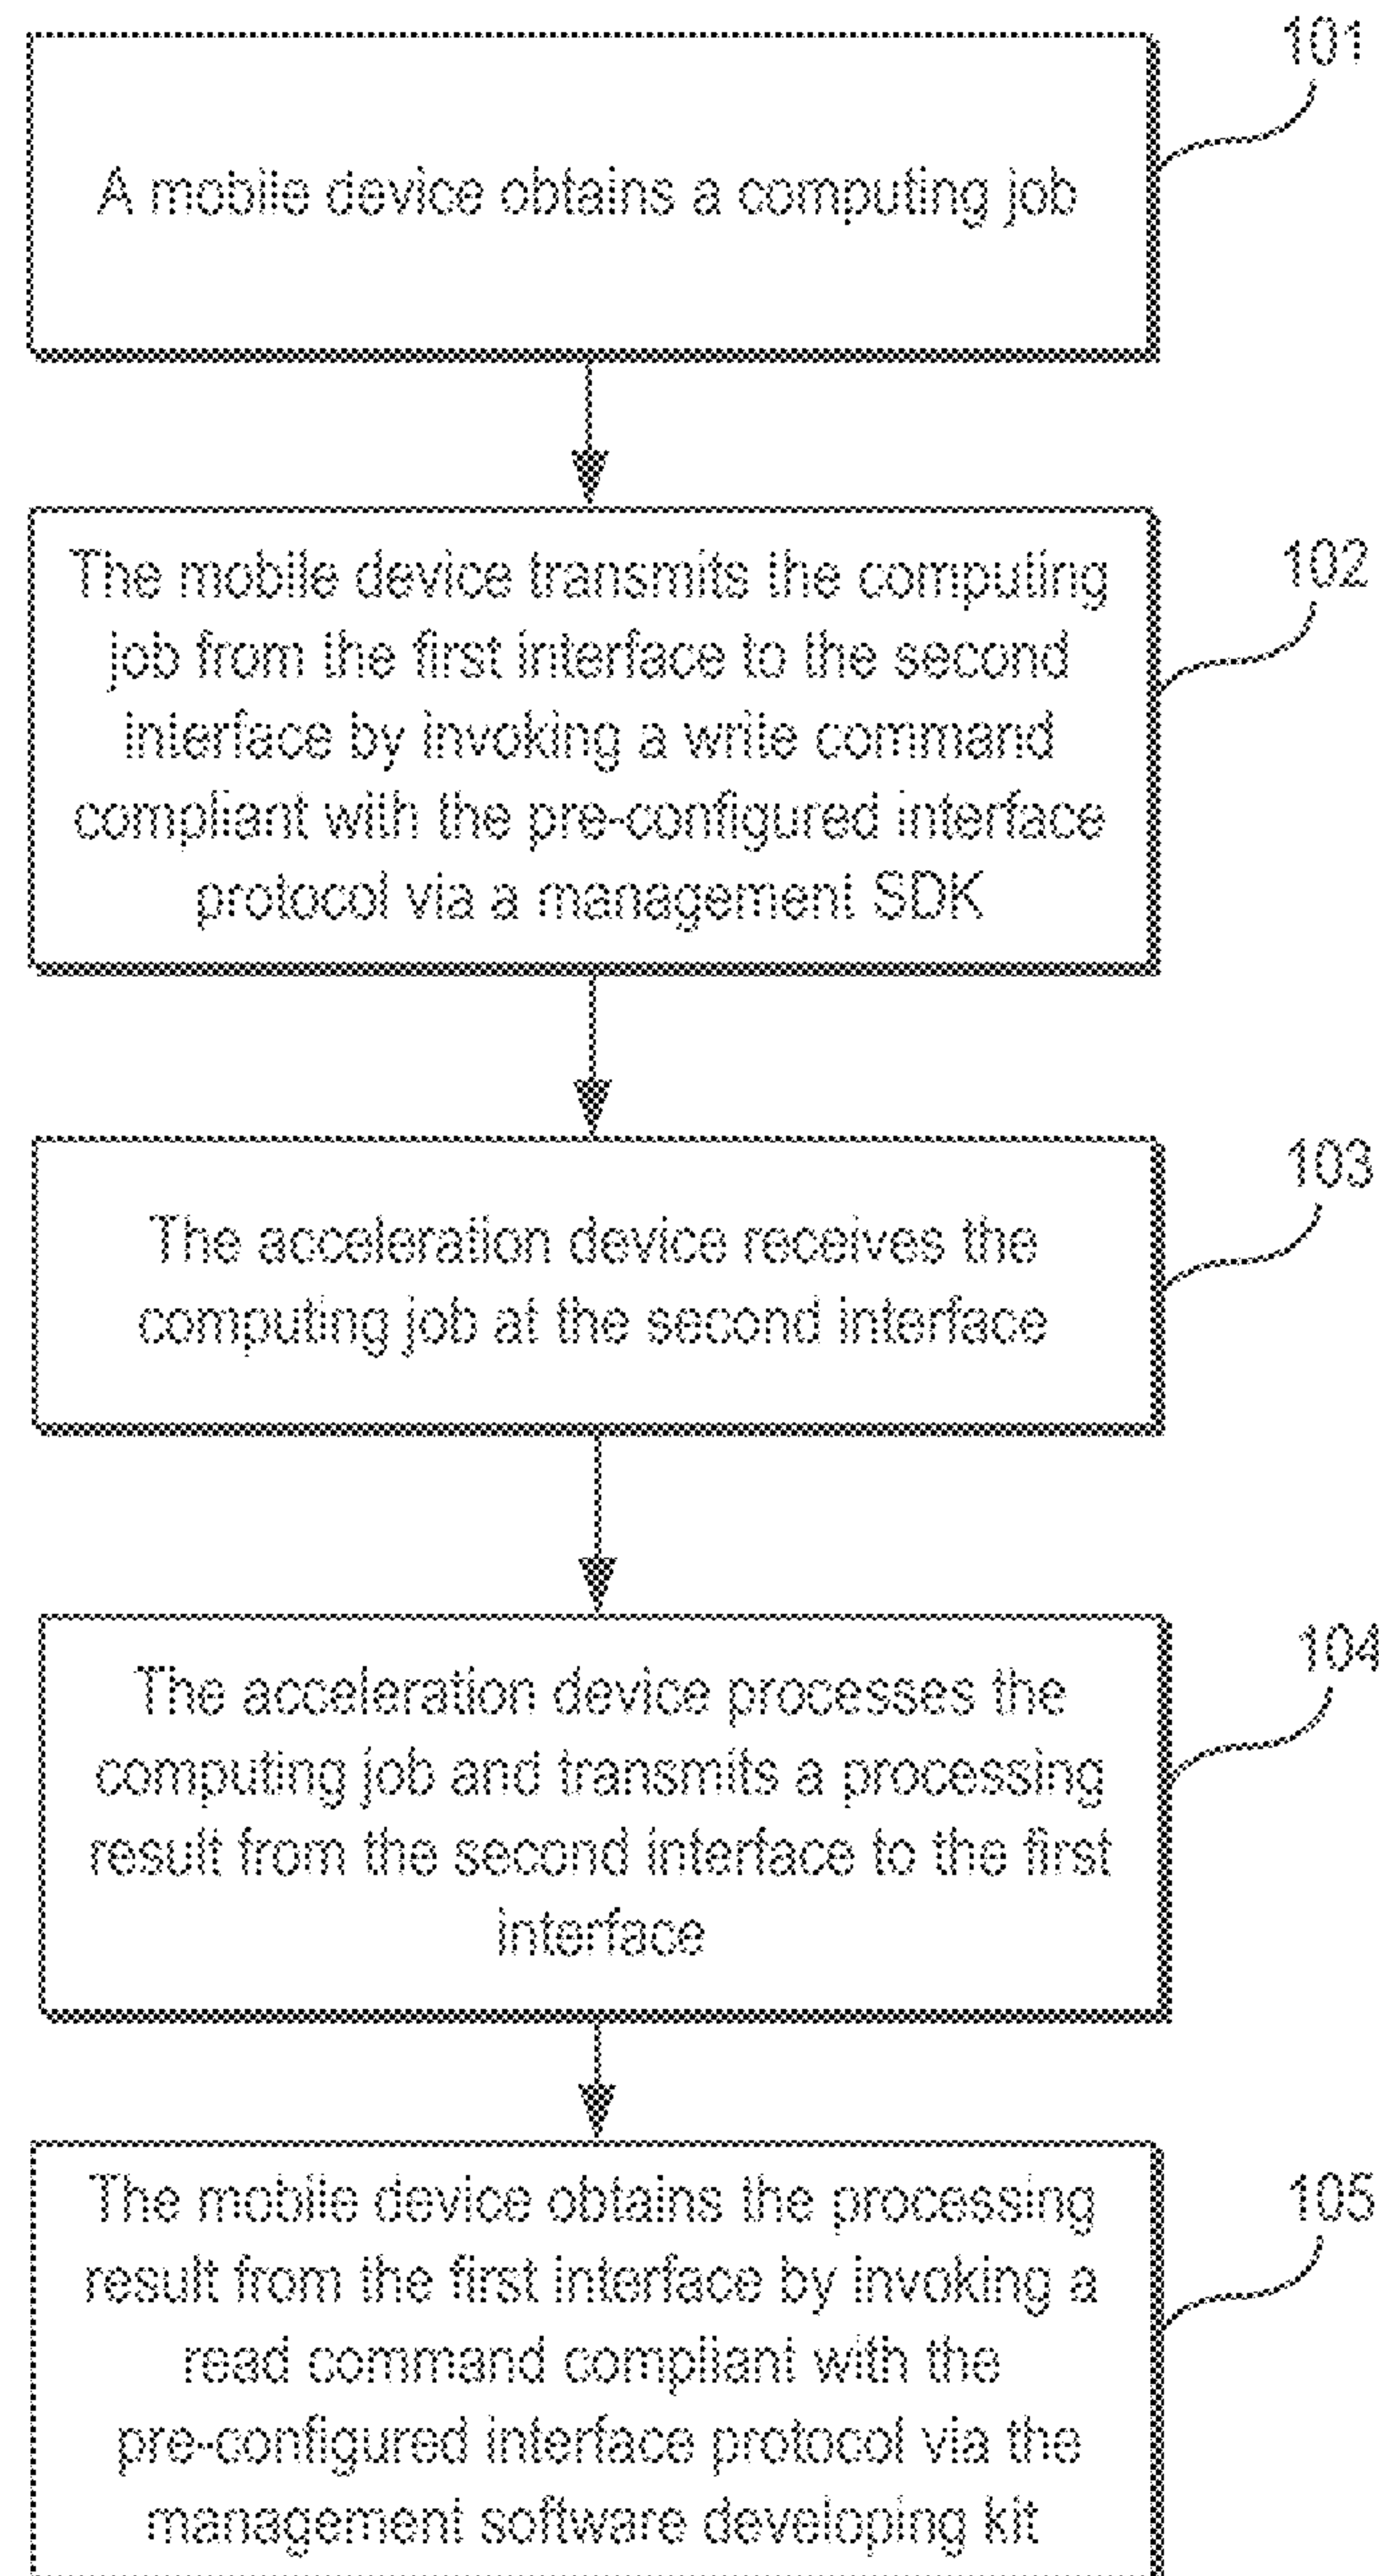 101
A mobile device obtains a computing job
102
The mobile device transmits the computing
job from the first interface to the second
interface by invoking a write command
compliant with the pre-configured interface
protocol via a management SDK
103
The acceleration device receives the
computing job at the second interface
104
The acceleration device processes the
computing job and transmits a processing
result from the second interface to the first
interface
105
The mobile device obtains the processing
result from the first interface by invoking a
read command compliant with the
pre-configured interface protocol via the
management software developing kit